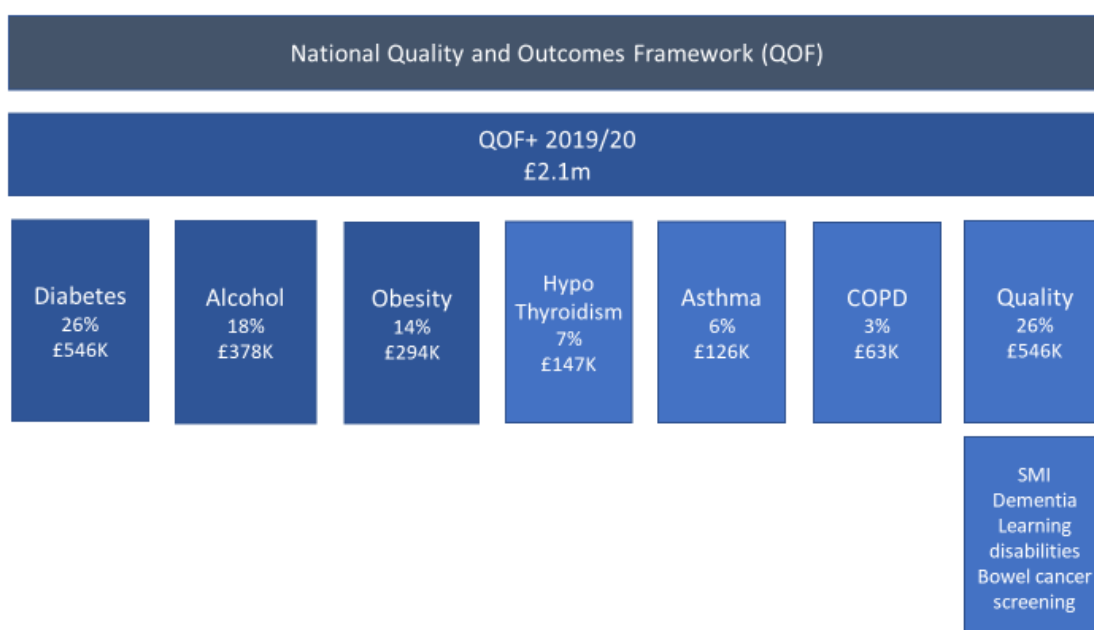 National Quality and Outcomes Framework (QOF)
QOF+ 2019/20
£2.1m
Diabetes
26%
£546K
Alcohol
18%
£378K
Obesity
14%
£294K
Hypo
Thyroidism
7%
£147K
Asthma
6%
£126K
COPD
3%
£63K
Quality
26%
£546K
SMI
Dementia
Learning
disabilities
Bowel cancer
screening